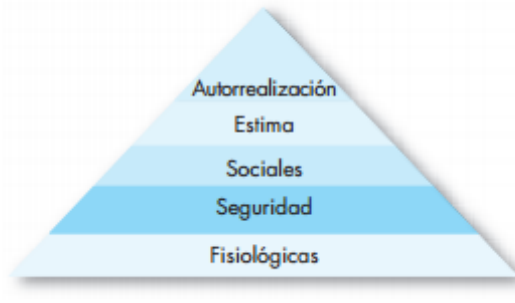 Autorrealización
Estima
Sociales
Seguridad
Fisiológicas